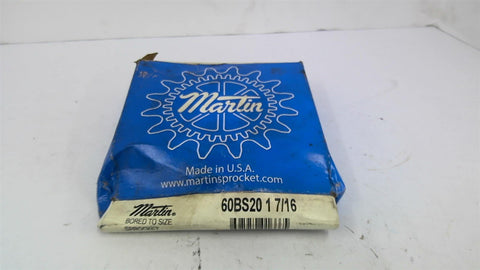 Martin
Made in U.S.A.
www.martinsprocket.com
Martin®
60BS20 1 7/16
BORED TO SIZE